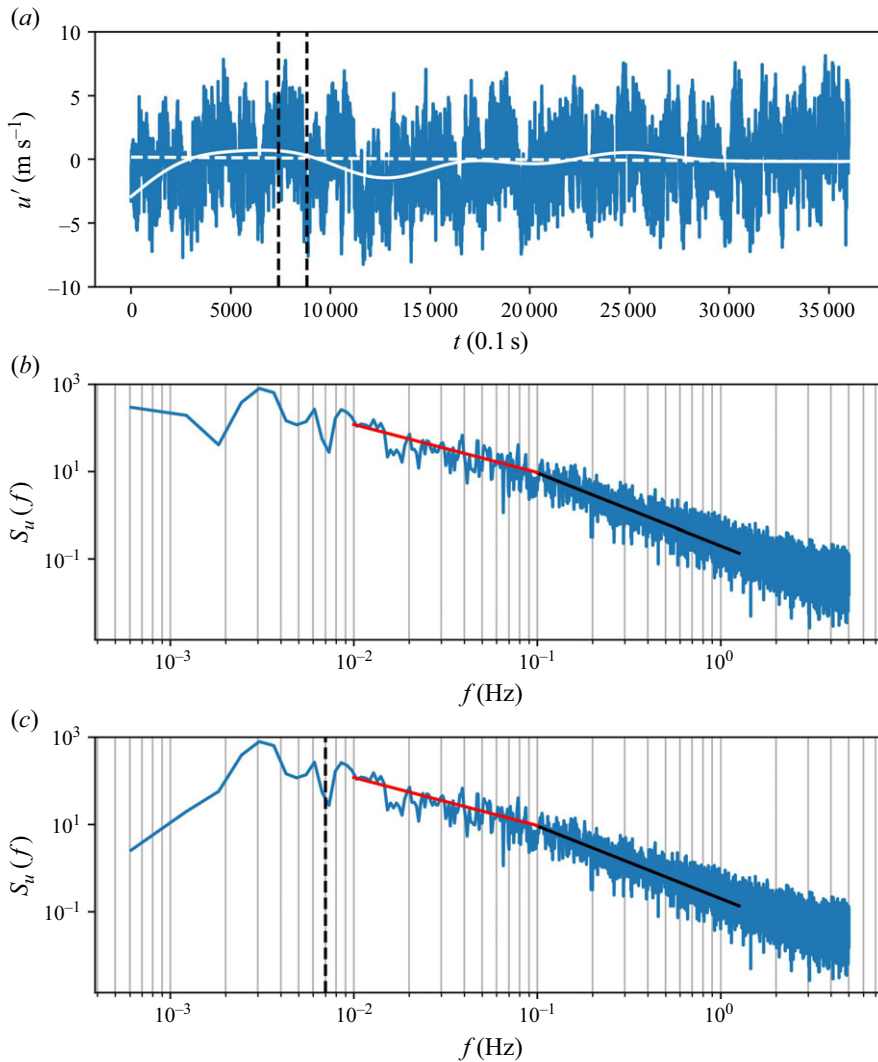 (a)
10
5
0
−5
−10
u′ (m s⁻¹)
0 5000 10 000 15 000 20 000 25 000 30 000 35 000
t (0.1 s)
(b)
10³
10¹
10⁻¹
S_u (f)
10⁻³ 10⁻² 10⁻¹ 10⁰
f (Hz)
(c)
10³
10¹
10⁻¹
S_u (f)
10⁻³ 10⁻² 10⁻¹ 10⁰
f (Hz)